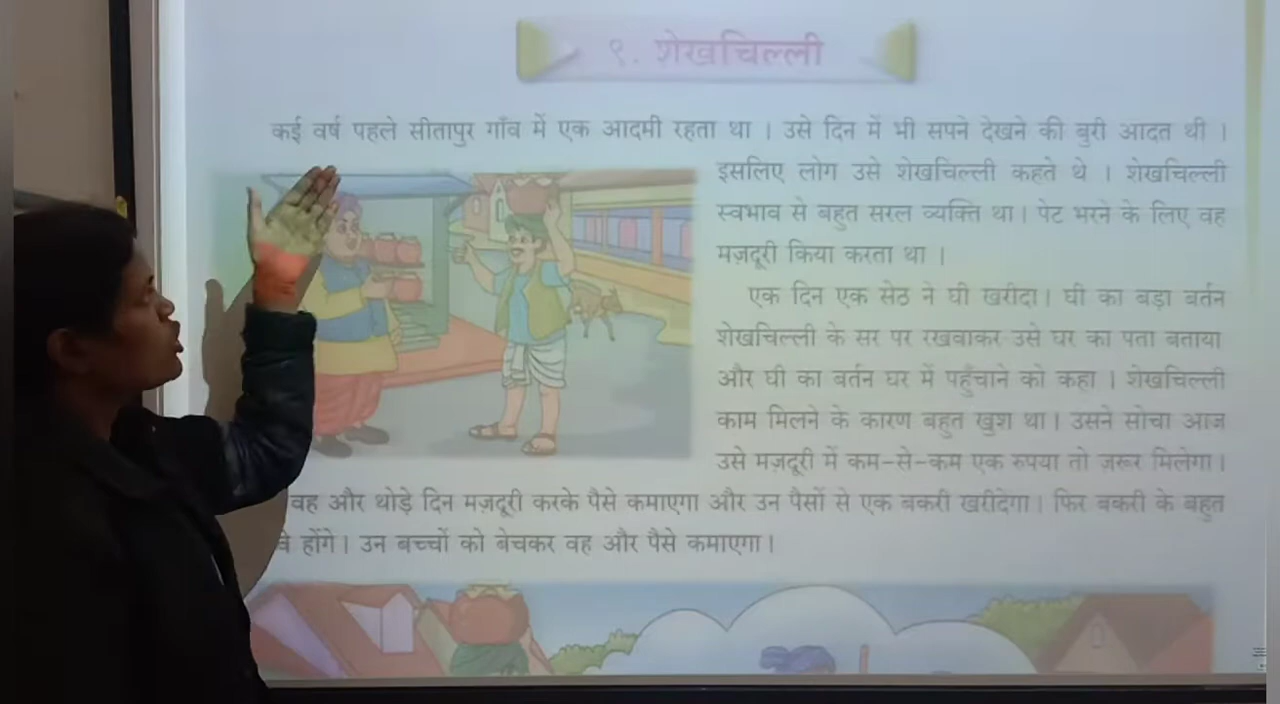 ९. शेखचिल्ली
कई वर्ष पहले सीतापुर गाँव में एक आदमी रहता था । उसे दिन में भी सपने देखने की बुरी आदत थी ।
इसलिए लोग उसे शेखचिल्ली कहते थे । शेखचिल्ली
स्वभाव से बहुत सरल व्यक्ति था। पेट भरने के लिए वह
मज़दूरी किया करता था ।
एक दिन एक सेठ ने घी खरीदा। घी का बड़ा बर्तन
शेखचिल्ली के सर पर रखवाकर उसे घर का पता बताया
और घी का बर्तन घर में पहुँचाने को कहा । शेखचिल्ली
काम मिलने के कारण बहुत खुश था। उसने सोचा आज
उसे मज़दूरी में कम-से-कम एक रुपया तो ज़रूर मिलेगा।
वह और थोड़े दिन मज़दूरी करके पैसे कमाएगा और उन पैसों से एक बकरी खरीदेगा। फिर बकरी के बहुत
होंगे। उन बच्चों को बेचकर वह और पैसे कमाएगा।